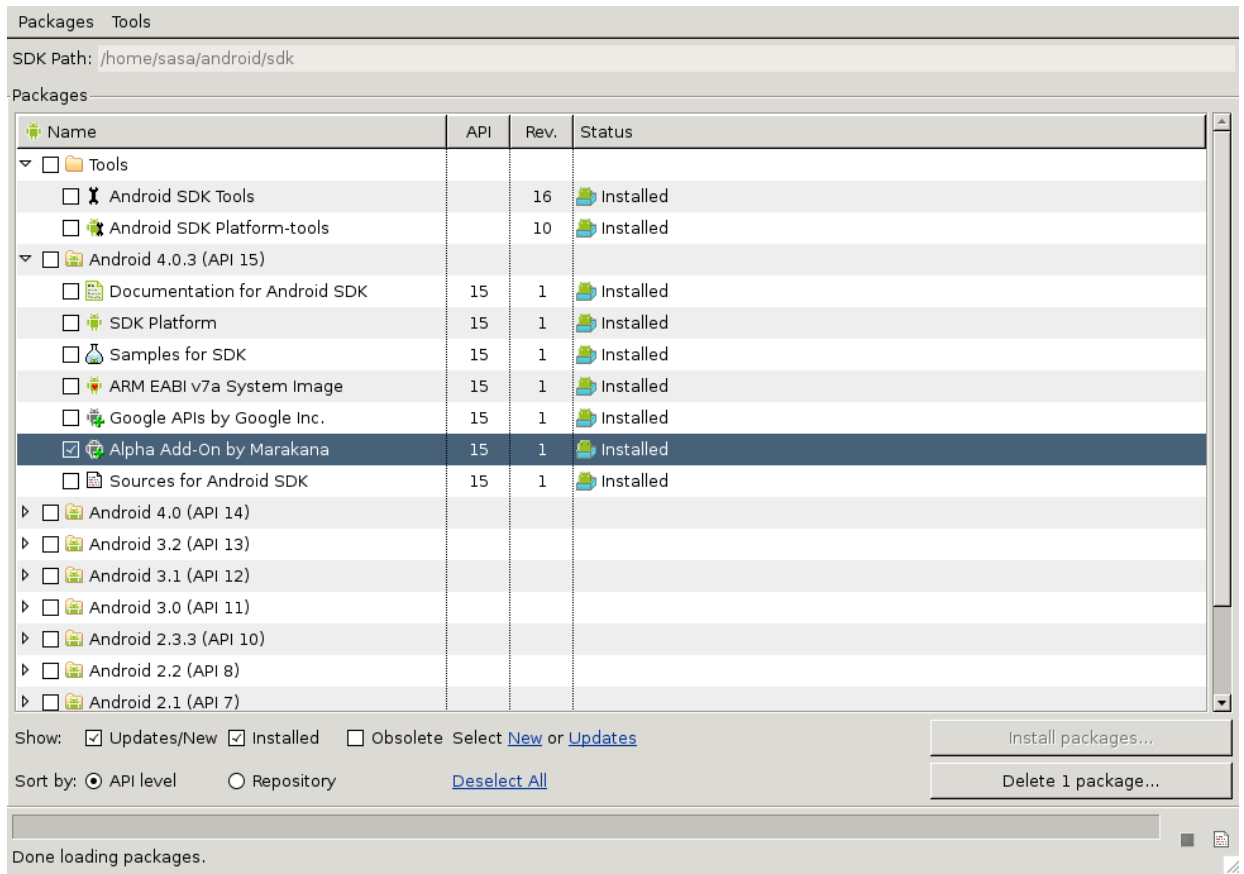 Packages Tools
SDK Path: /home/sasa/android/sdk
Packages
Name API Rev. Status
Tools
Android SDK Tools 16 Installed
Android SDK Platform-tools 10 Installed
Android 4.0.3 (API 15)
Documentation for Android SDK 15 1 Installed
SDK Platform 15 1 Installed
Samples for SDK 15 1 Installed
ARM EABI v7a System Image 15 1 Installed
Google APIs by Google Inc. 15 1 Installed
Alpha Add-On by Marakana 15 1 Installed
Sources for Android SDK 15 1 Installed
Android 4.0 (API 14)
Android 3.2 (API 13)
Android 3.1 (API 12)
Android 3.0 (API 11)
Android 2.3.3 (API 10)
Android 2.2 (API 8)
Android 2.1 (API 7)
Show: Updates/New Installed Obsolete Select New or Updates Install packages...
Sort by: API level Repository Deselect All Delete 1 package...
Done loading packages.